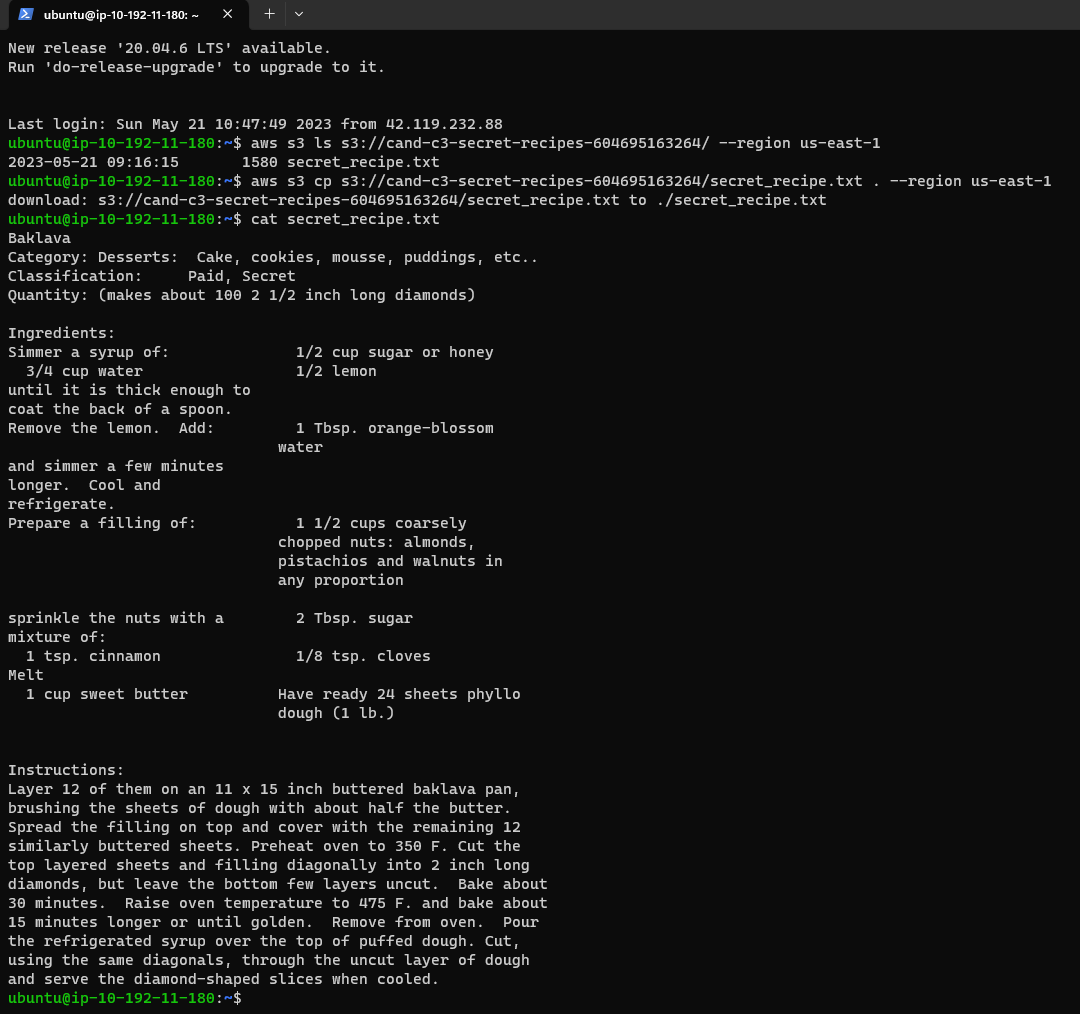 ubuntu@ip-10-192-11-180: ~
New release '20.04.6 LTS' available.
Run 'do-release-upgrade' to upgrade to it.
Last login: Sun May 21 10:47:49 2023 from 42.119.232.88
ubuntu@ip-10-192-11-180:~$ aws s3 ls s3://cand-c3-secret-recipes-604695163264/ --region us-east-1
2023-05-21 09:16:15       1580 secret_recipe.txt
ubuntu@ip-10-192-11-180:~$ aws s3 cp s3://cand-c3-secret-recipes-604695163264/secret_recipe.txt . --region us-east-1
download: s3://cand-c3-secret-recipes-604695163264/secret_recipe.txt to ./secret_recipe.txt
ubuntu@ip-10-192-11-180:~$ cat secret_recipe.txt
Baklava
Category: Desserts:  Cake, cookies, mousse, puddings, etc..
Classification:     Paid, Secret
Quantity: (makes about 100 2 1/2 inch long diamonds)
Ingredients:
Simmer a syrup of:              1/2 cup sugar or honey
  3/4 cup water                 1/2 lemon
until it is thick enough to
coat the back of a spoon.
Remove the lemon.  Add:         1 Tbsp. orange-blossom
                              water
and simmer a few minutes
longer.  Cool and
refrigerate.
Prepare a filling of:           1 1/2 cups coarsely
                              chopped nuts: almonds,
                              pistachios and walnuts in
                              any proportion
sprinkle the nuts with a        2 Tbsp. sugar
mixture of:
  1 tsp. cinnamon               1/8 tsp. cloves
Melt
  1 cup sweet butter          Have ready 24 sheets phyllo
                              dough (1 lb.)
Instructions:
Layer 12 of them on an 11 x 15 inch buttered baklava pan,
brushing the sheets of dough with about half the butter.
Spread the filling on top and cover with the remaining 12
similarly buttered sheets. Preheat oven to 350 F. Cut the
top layered sheets and filling diagonally into 2 inch long
diamonds, but leave the bottom few layers uncut.  Bake about
30 minutes.  Raise oven temperature to 475 F. and bake about
15 minutes longer or until golden.  Remove from oven.  Pour
the refrigerated syrup over the top of puffed dough. Cut,
using the same diagonals, through the uncut layer of dough
and serve the diamond-shaped slices when cooled.
ubuntu@ip-10-192-11-180:~$